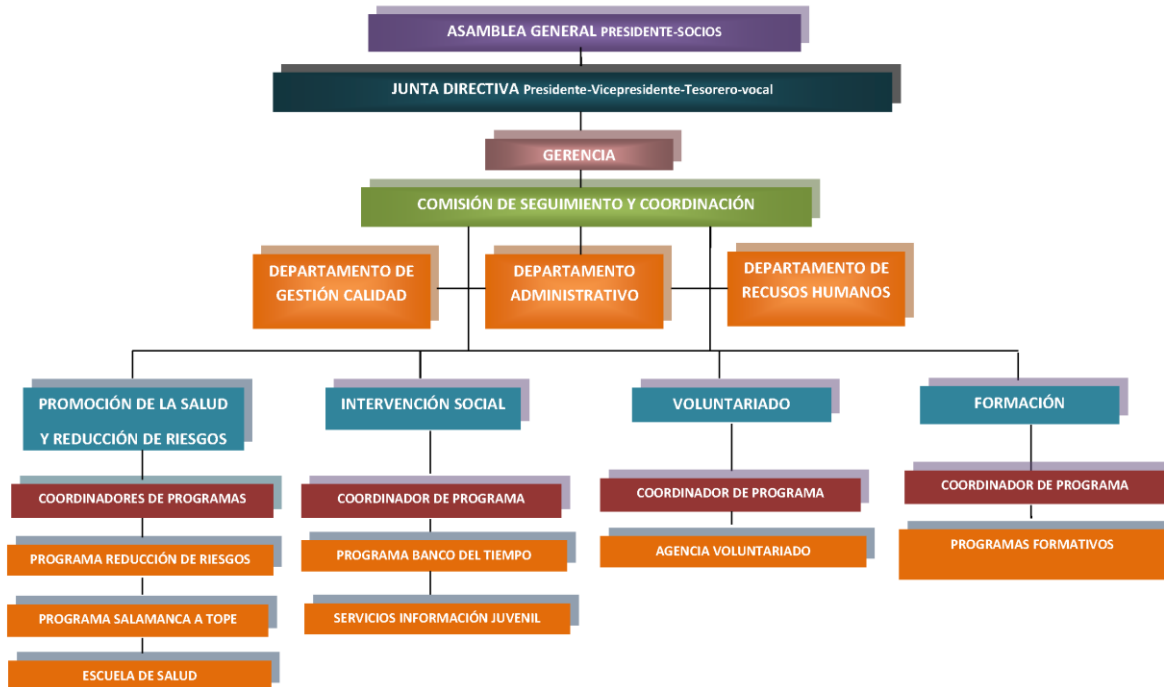 ASAMBLEA GENERAL PRESIDENTE-SOCIOS
JUNTA DIRECTIVA Presidente-Vicepresidente-Tesorero-vocal
GERENCIA
COMISIÓN DE SEGUIMIENTO Y COORDINACIÓN
DEPARTAMENTO DE
GESTIÓN CALIDAD
DEPARTAMENTO
ADMINISTRATIVO
DEPARTAMENTO DE
RECUSOS HUMANOS
PROMOCIÓN DE LA SALUD
Y REDUCCIÓN DE RIESGOS
INTERVENCIÓN SOCIAL
VOLUNTARIADO
FORMACIÓN
COORDINADORES DE PROGRAMAS
COORDINADOR DE PROGRAMA
COORDINADOR DE PROGRAMA
COORDINADOR DE PROGRAMA
PROGRAMA REDUCCIÓN DE RIESGOS
PROGRAMA BANCO DEL TIEMPO
AGENCIA VOLUNTARIADO
PROGRAMAS FORMATIVOS
PROGRAMA SALAMANCA A TOPE
SERVICIOS INFORMACIÓN JUVENIL
ESCUELA DE SALUD